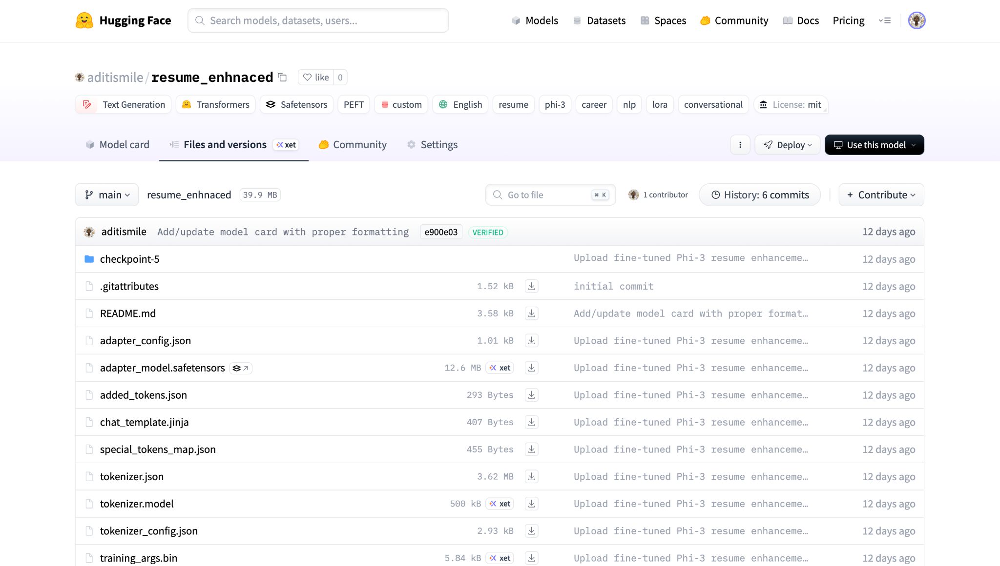 Hugging Face
Search models, datasets, users...
Models
Datasets
Spaces
Community
Docs
Pricing
aditismile/resume_enhnaced
like 0
Text Generation
Transformers
Safetensors
PEFT
custom
English
resume
phi-3
career
nlp
lora
conversational
License: mit
Model card
Files and versions
xet
Community
Settings
Deploy
Use this model
main
resume_enhnaced
39.9 MB
Go to file
⌘ K
1 contributor
History: 6 commits
+ Contribute
aditismile Add/update model card with proper formatting e900e03 VERIFIED 12 days ago
checkpoint-5 Upload fine-tuned Phi-3 resume enhanceme… 12 days ago
.gitattributes 1.52 kB initial commit 12 days ago
README.md 3.58 kB Add/update model card with proper format… 12 days ago
adapter_config.json 1.01 kB Upload fine-tuned Phi-3 resume enhanceme… 12 days ago
adapter_model.safetensors 12.6 MB xet Upload fine-tuned Phi-3 resume enhanceme… 12 days ago
added_tokens.json 293 Bytes Upload fine-tuned Phi-3 resume enhanceme… 12 days ago
chat_template.jinja 407 Bytes Upload fine-tuned Phi-3 resume enhanceme… 12 days ago
special_tokens_map.json 455 Bytes Upload fine-tuned Phi-3 resume enhanceme… 12 days ago
tokenizer.json 3.62 MB Upload fine-tuned Phi-3 resume enhanceme… 12 days ago
tokenizer.model 500 kB xet Upload fine-tuned Phi-3 resume enhanceme… 12 days ago
tokenizer_config.json 2.93 kB Upload fine-tuned Phi-3 resume enhanceme… 12 days ago
training_args.bin 5.84 kB xet Upload fine-tuned Phi-3 resume enhanceme… 12 days ago